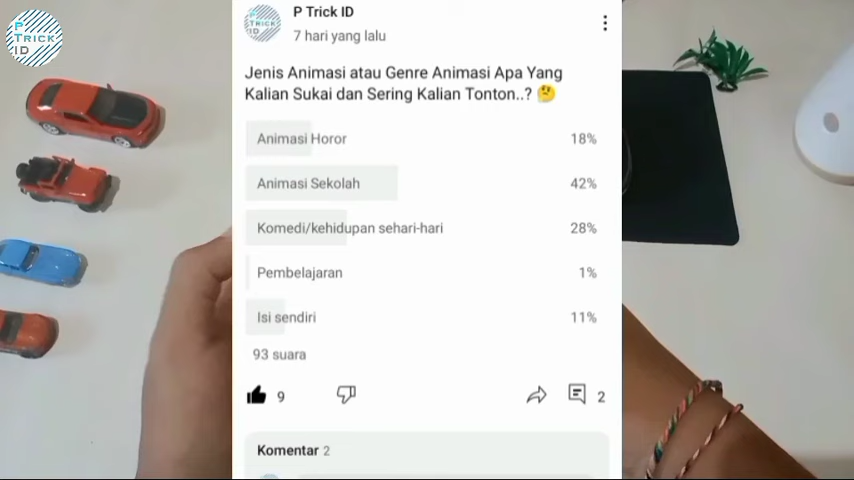 P
TRICK
ID
P Trick ID
7 hari yang lalu
Jenis Animasi atau Genre Animasi Apa Yang
Kalian Sukai dan Sering Kalian Tonton..? 🤔
Animasi Horor 18%
Animasi Sekolah 42%
Komedi/kehidupan sehari-hari 28%
Pembelajaran 1%
Isi sendiri 11%
93 suara
9 2
Komentar 2